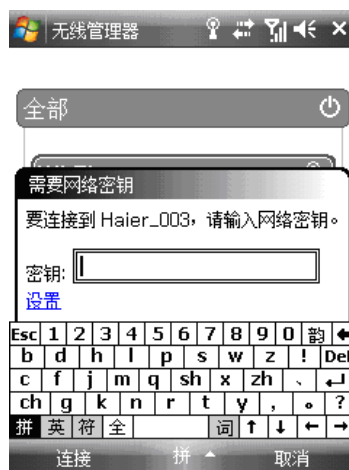 无线管理器
全部
需要网络密钥
要连接到 Haier_003，请输入网络密钥。
密钥:
设置
Esc 1 2 3 4 5 6 7 8 9 0 韵 ←
b d h l p s w z ! Del
c f j m q sh x zh 、 ↵
ch g k n r t y , 。 ?
拼 英 符 全 词 ↑ ↓ ← →
连接 拼 取消